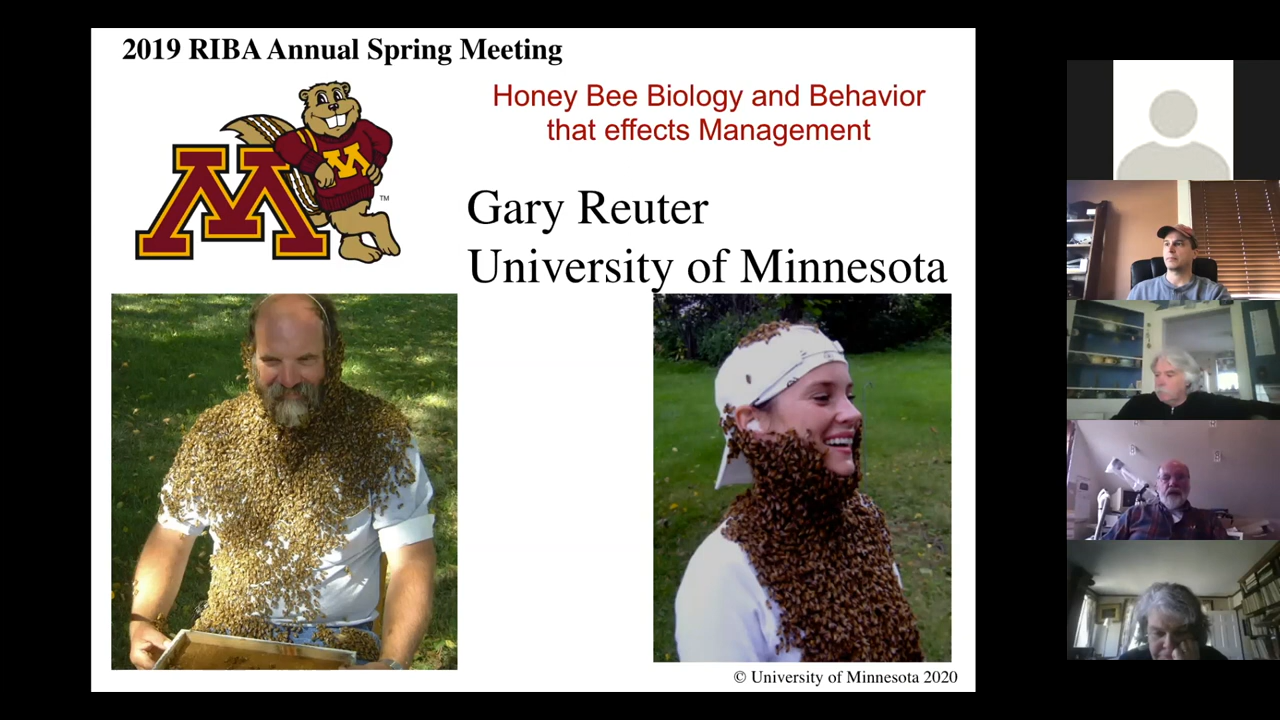 2019 RIBA Annual Spring Meeting
Honey Bee Biology and Behavior
that effects Management
M
M
TM
Gary Reuter
University of Minnesota
© University of Minnesota 2020